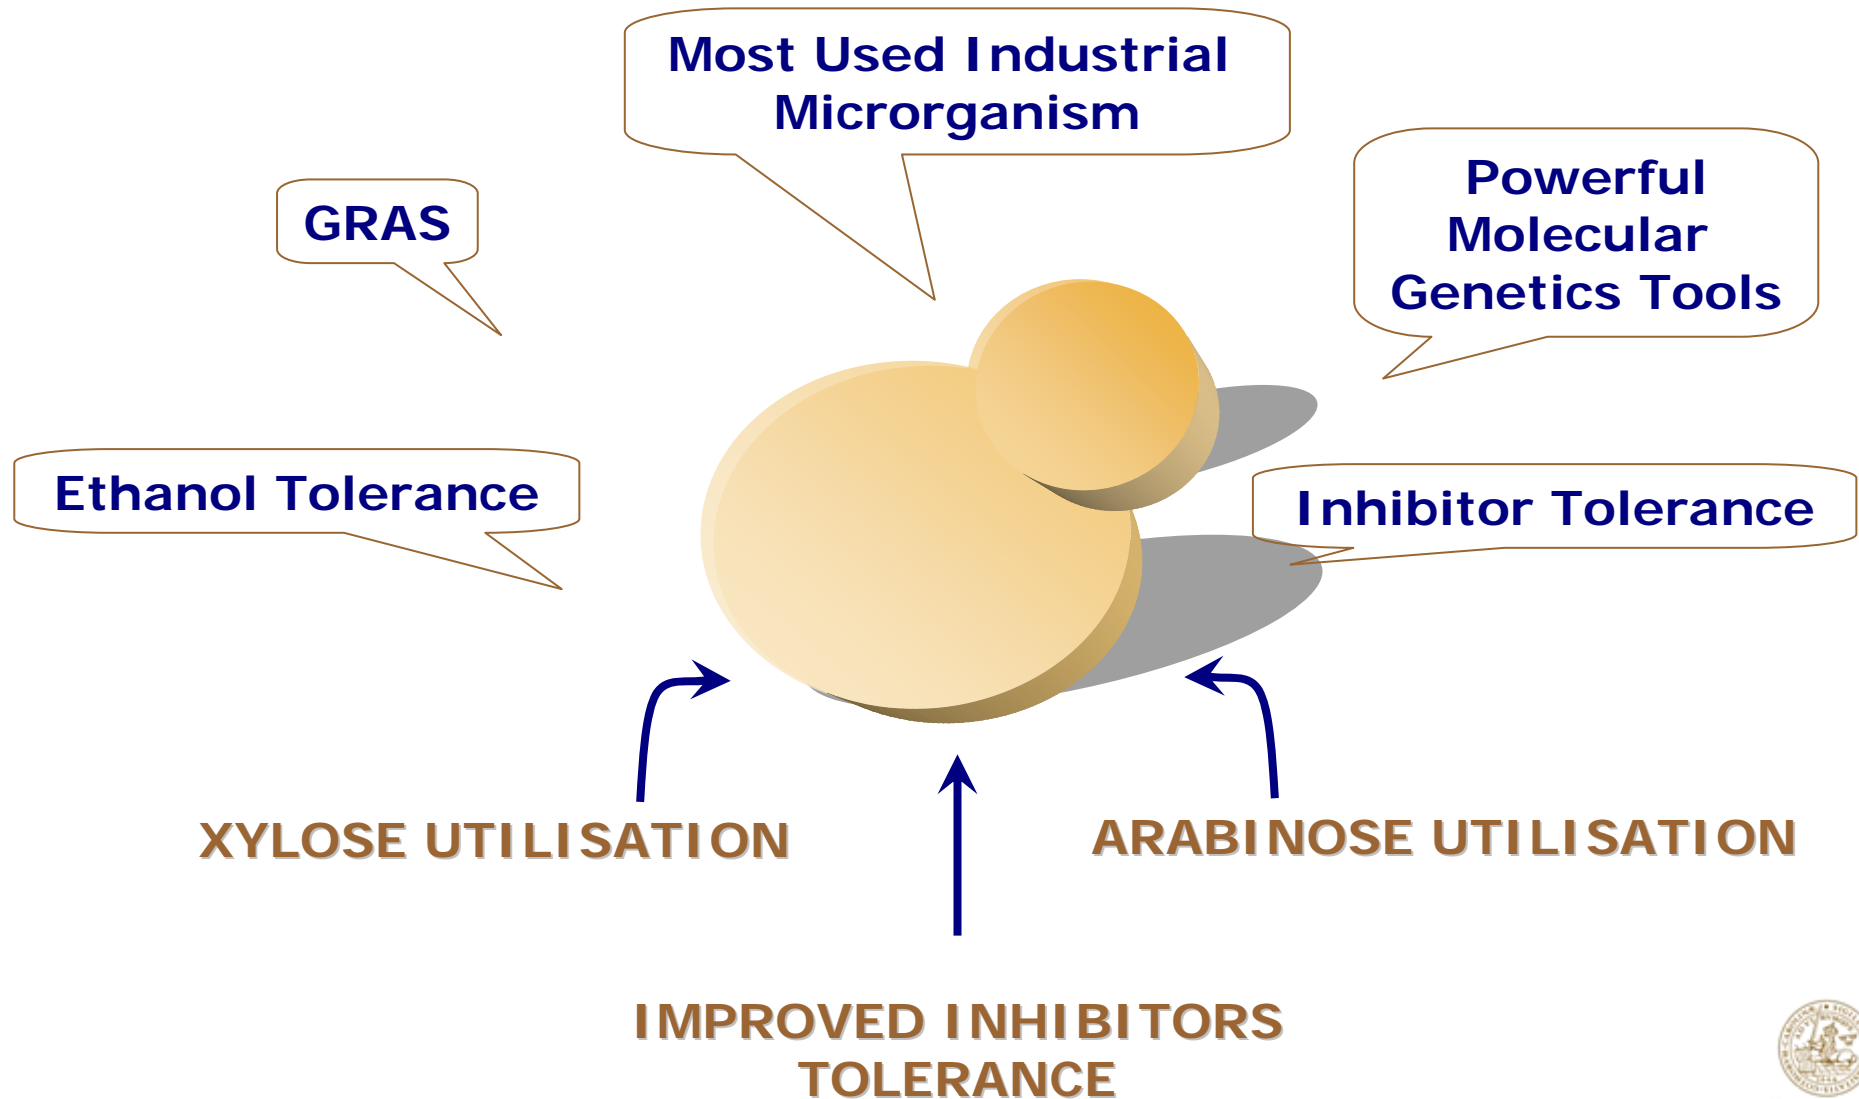 Most Used Industrial
Microrganism
GRAS
Powerful
Molecular
Genetics Tools
Ethanol Tolerance
Inhibitor Tolerance
XYLOSE UTILISATION
ARABINOSE UTILISATION
IMPROVED INHIBITORS
TOLERANCE